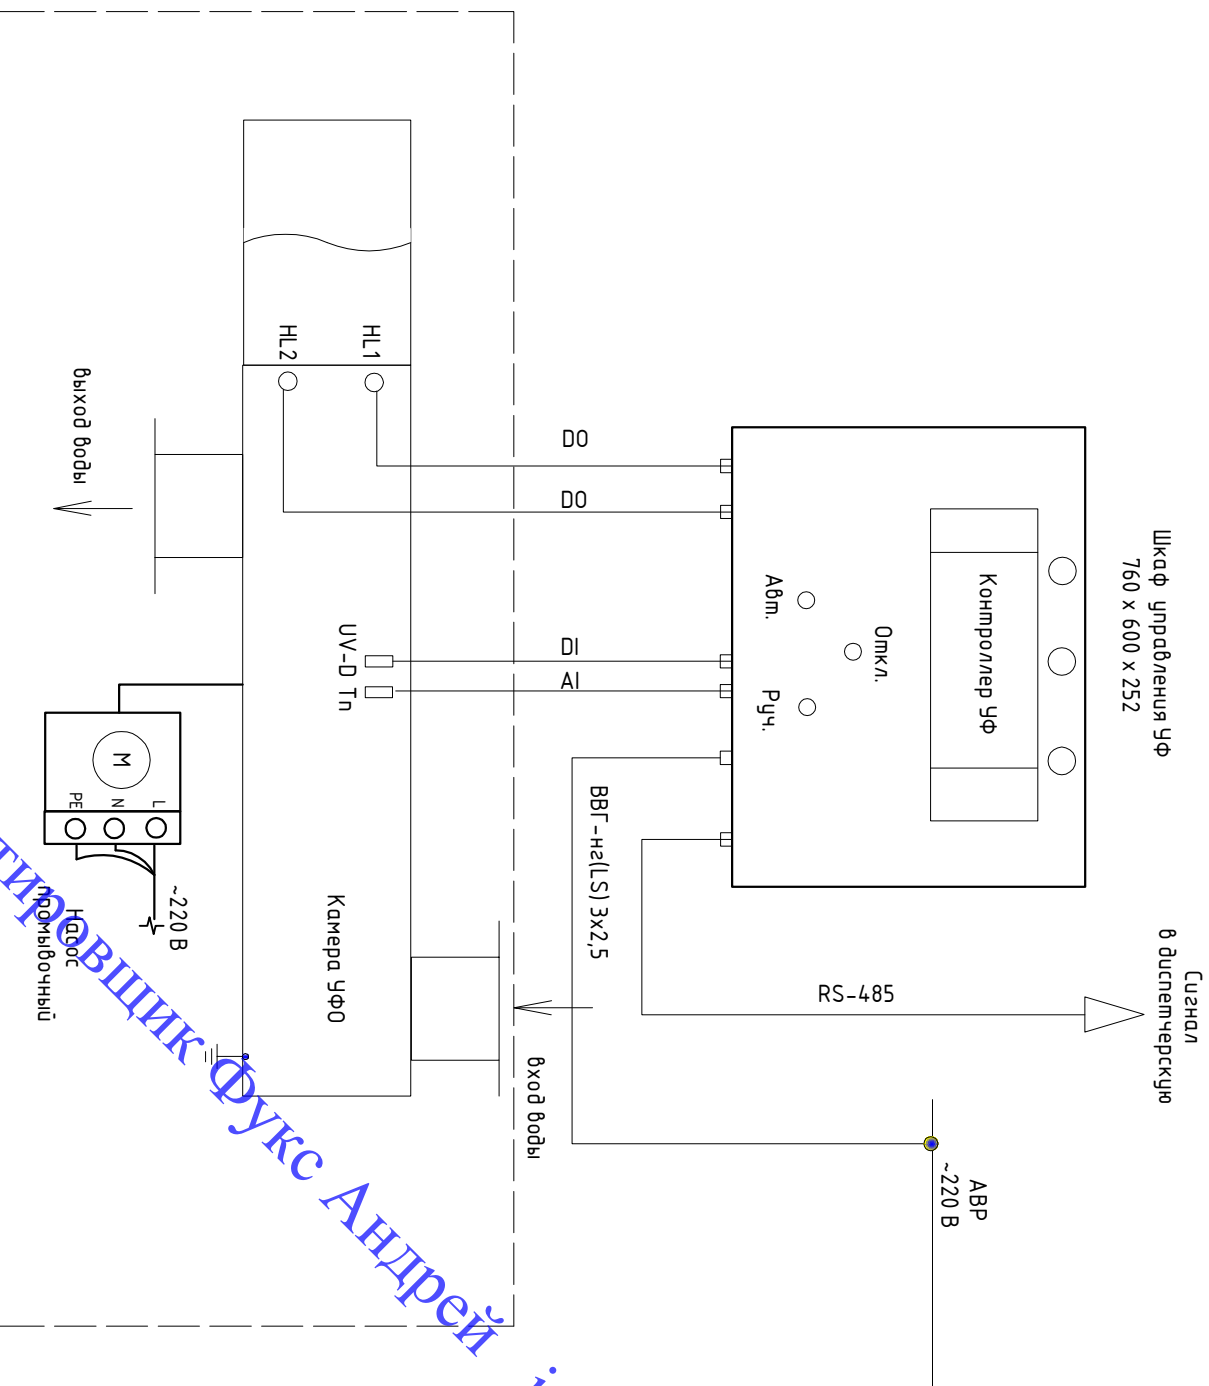 Шкаф управления УФ
760 х 600 х 252
Контроллер УФ
Откл.
Авт.
Руч.
Сигнал
в диспетчерскую
RS-485
АВР
~220 В
ВВГ-нг(LS) 3х2,5
DO
DO
DI
AI
HL1
HL2
UV-D
Тп
Камера УФО
вход воды
выход воды
M
L
N
PE
~220 В
Насос
промывочный
Фукс Андрей